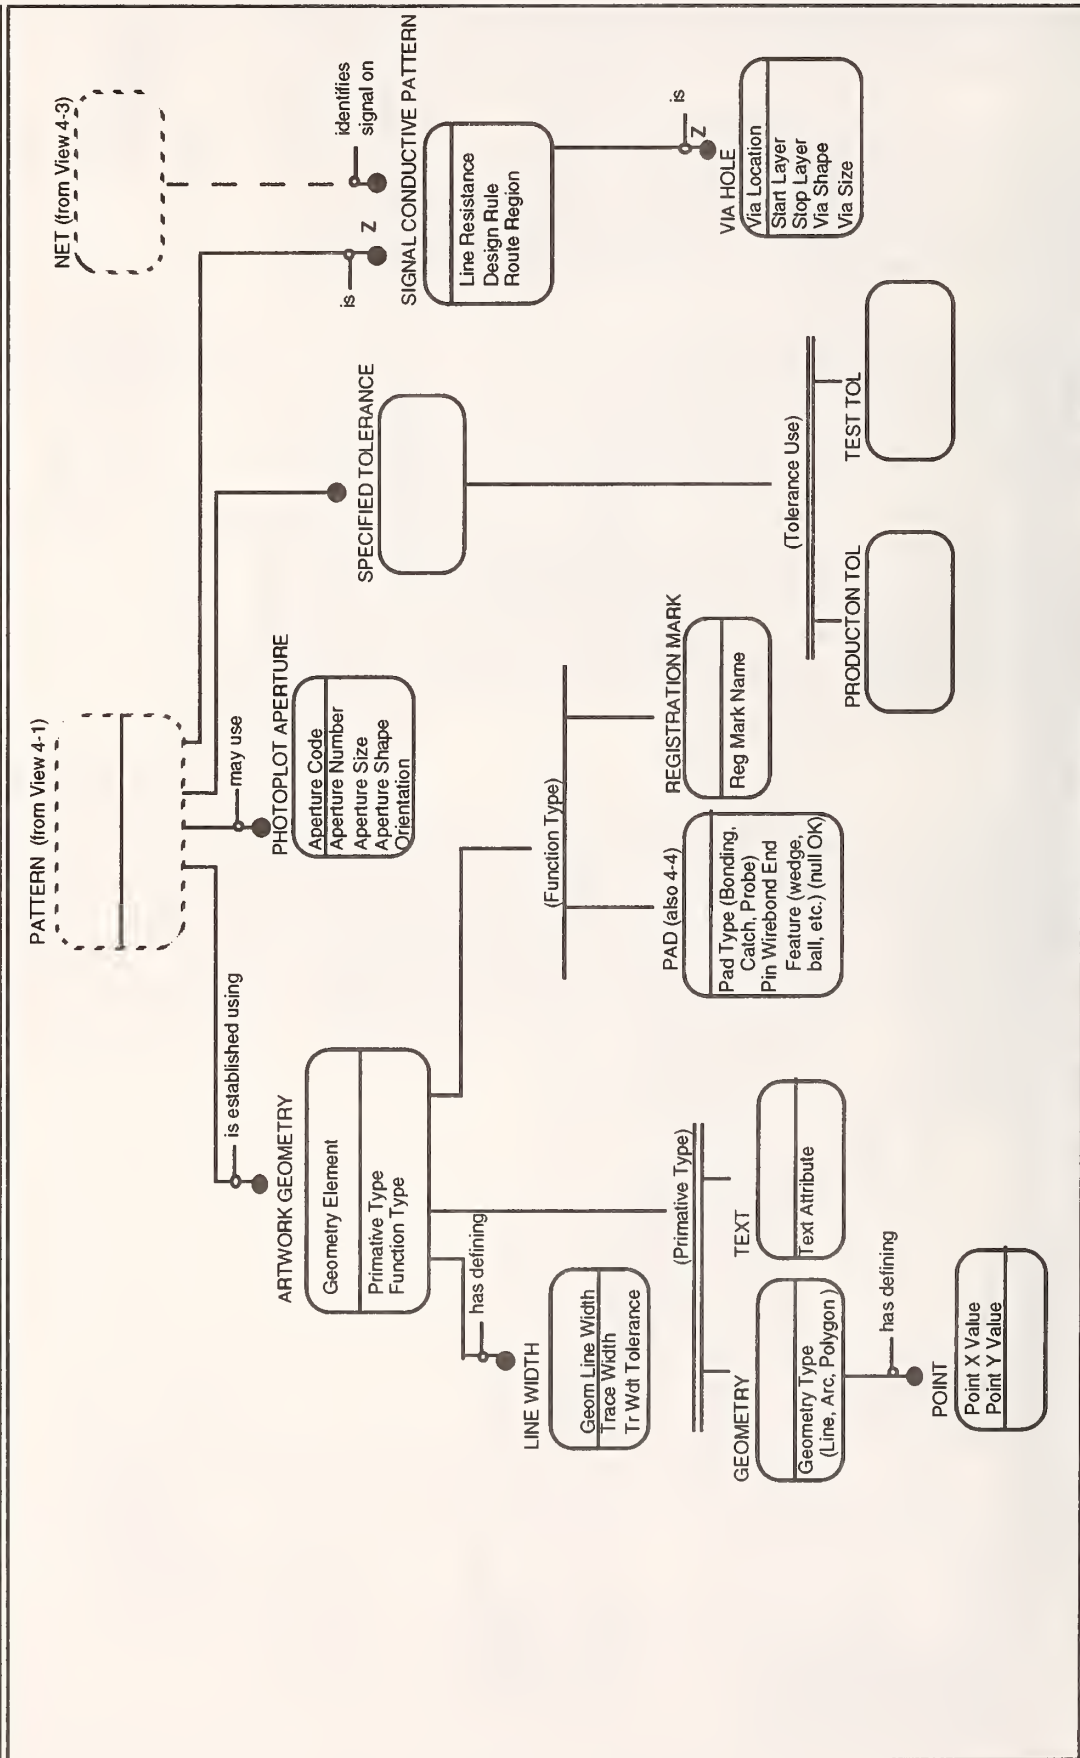 PATTERN (from View 4-1)
NET (from View 4-3)
is established using
may use
is
Z
identifies
signal on
ARTWORK GEOMETRY
Geometry Element
Primative Type
Function Type
PHOTOPLOT APERTURE
Aperture Code
Aperture Number
Aperture Size
Aperture Shape
Orientation
SPECIFIED TOLERANCE
SIGNAL CONDUCTIVE PATTERN
Line Resistance
Design Rule
Route Region
has defining
LINE WIDTH
Geom Line Width
Trace Width
Tr Wdt Tolerance
(Function Type)
PAD (also 4-4)
Pad Type (Bonding,
Catch, Probe)
Pin Wirebond End
Feature (wedge,
ball, etc.) (null OK)
REGISTRATION MARK
Reg Mark Name
is
Z
VIA HOLE
Via Location
Start Layer
Stop Layer
Via Shape
Via Size
(Primative Type)
GEOMETRY
Geometry Type
(Line, Arc, Polygon )
TEXT
Text Attribute
(Tolerance Use)
PRODUCTON TOL
TEST TOL
has defining
POINT
Point X Value
Point Y Value